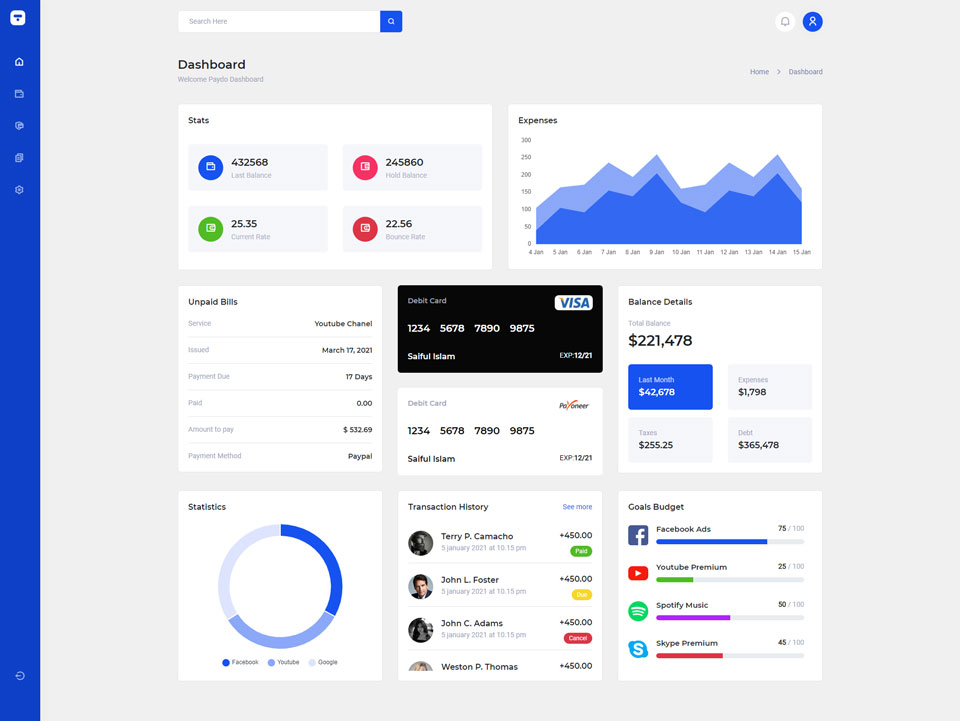 Search Here
Dashboard
Welcome Paydo Dashboard
Home
Dashboard
Stats
432568
Last Balance
245860
Hold Balance
25.35
Current Rate
22.56
Bounce Rate
Expenses
300
250
200
150
100
50
0
4 Jan 5 Jan 6 Jan 7 Jan 8 Jan 9 Jan 10 Jan 11 Jan 12 Jan 13 Jan 14 Jan 15 Jan
Unpaid Bills
Service Youtube Chanel
Issued March 17, 2021
Payment Due 17 Days
Paid 0.00
Amount to pay $ 532.69
Payment Method Paypal
Debit Card VISA
1234 5678 7890 9875
Saiful Islam EXP:12/21
Debit Card Payoneer
1234 5678 7890 9875
Saiful Islam EXP:12/21
Balance Details
Total Balance
$221,478
Last Month
$42,678
Expenses
$1,798
Taxes
$255.25
Debt
$365,478
Statistics
Facebook Youtube Google
Transaction History See more
Terry P. Camacho +450.00
5 january 2021 at 10.15 pm Paid
John L. Foster +450.00
5 january 2021 at 10.15 pm Due
John C. Adams +450.00
5 january 2021 at 10.15 pm Cancel
Weston P. Thomas +450.00
Goals Budget
Facebook Ads 75 / 100
Youtube Premium 25 / 100
Spotify Music 50 / 100
Skype Premium 45 / 100